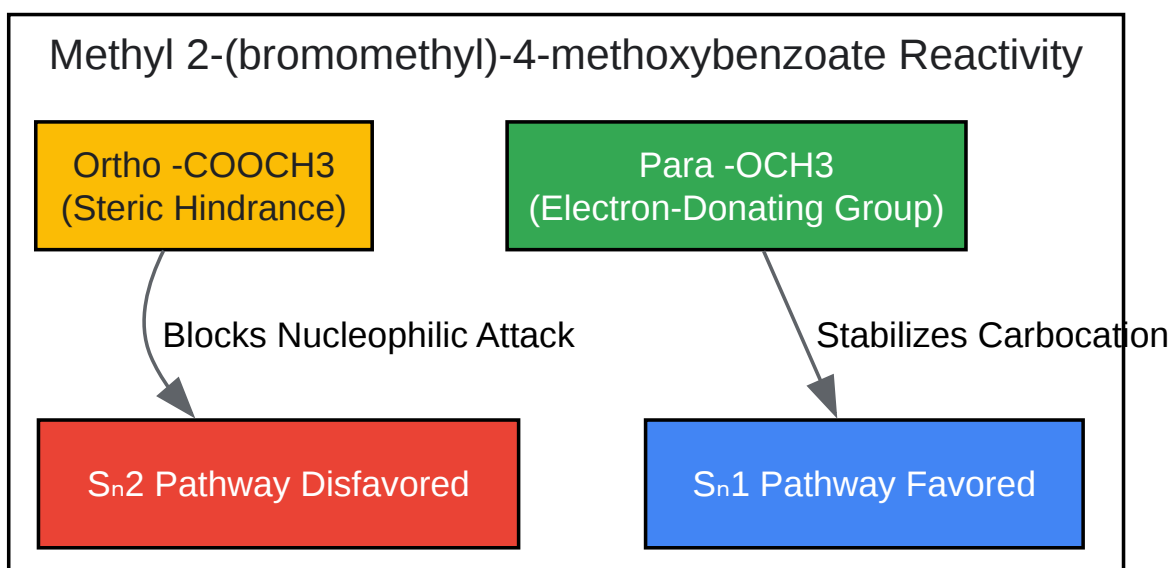 Methyl 2-(bromomethyl)-4-methoxybenzoate Reactivity
Ortho -COOCH3
(Steric Hindrance)
Para -OCH3
(Electron-Donating Group)
Blocks Nucleophilic Attack
Stabilizes Carbocation
Sₙ2 Pathway Disfavored
Sₙ1 Pathway Favored